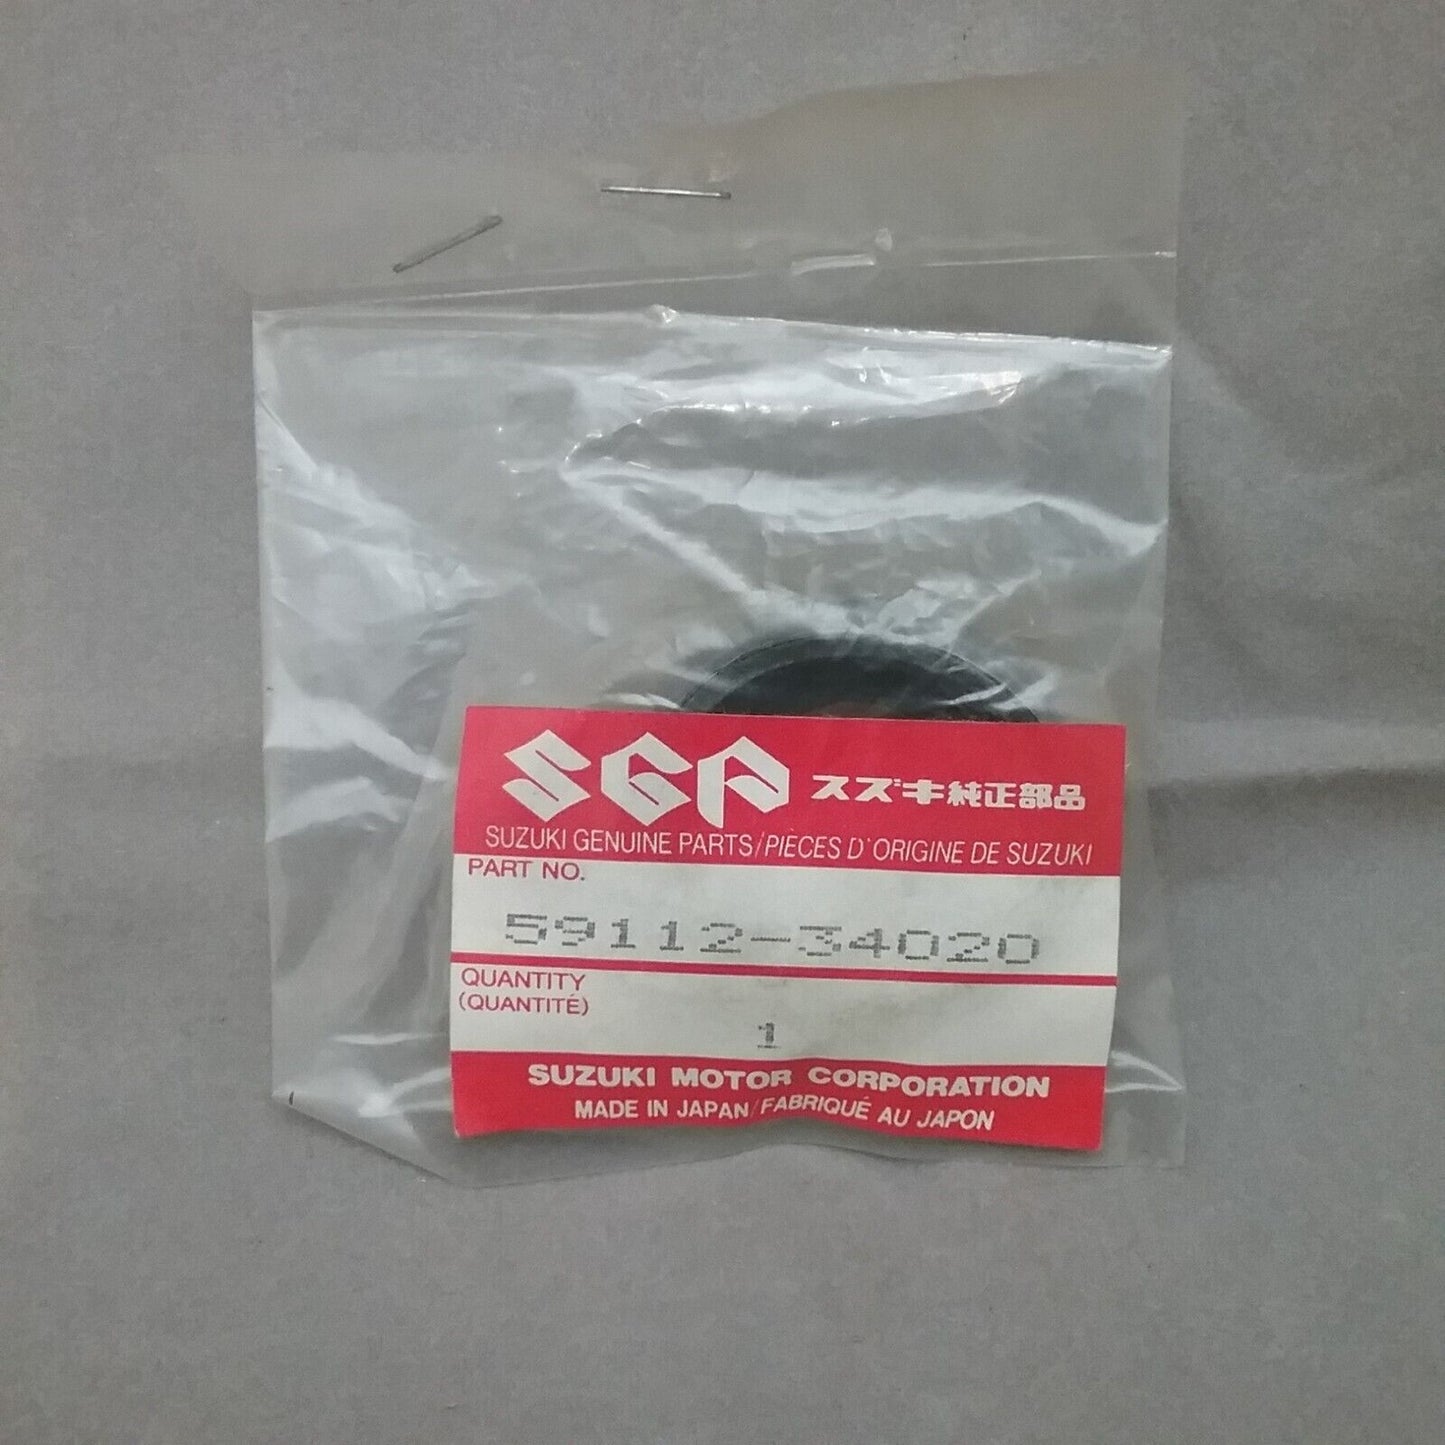 SGP スズキ純正部品
SUZUKI GENUINE PARTS/PIÈCES D'ORIGINE DE SUZUKI
PART NO.
59112-34020
QUANTITY
(QUANTITÉ)
1
SUZUKI MOTOR CORPORATION
MADE IN JAPAN/FABRIQUÉ AU JAPON